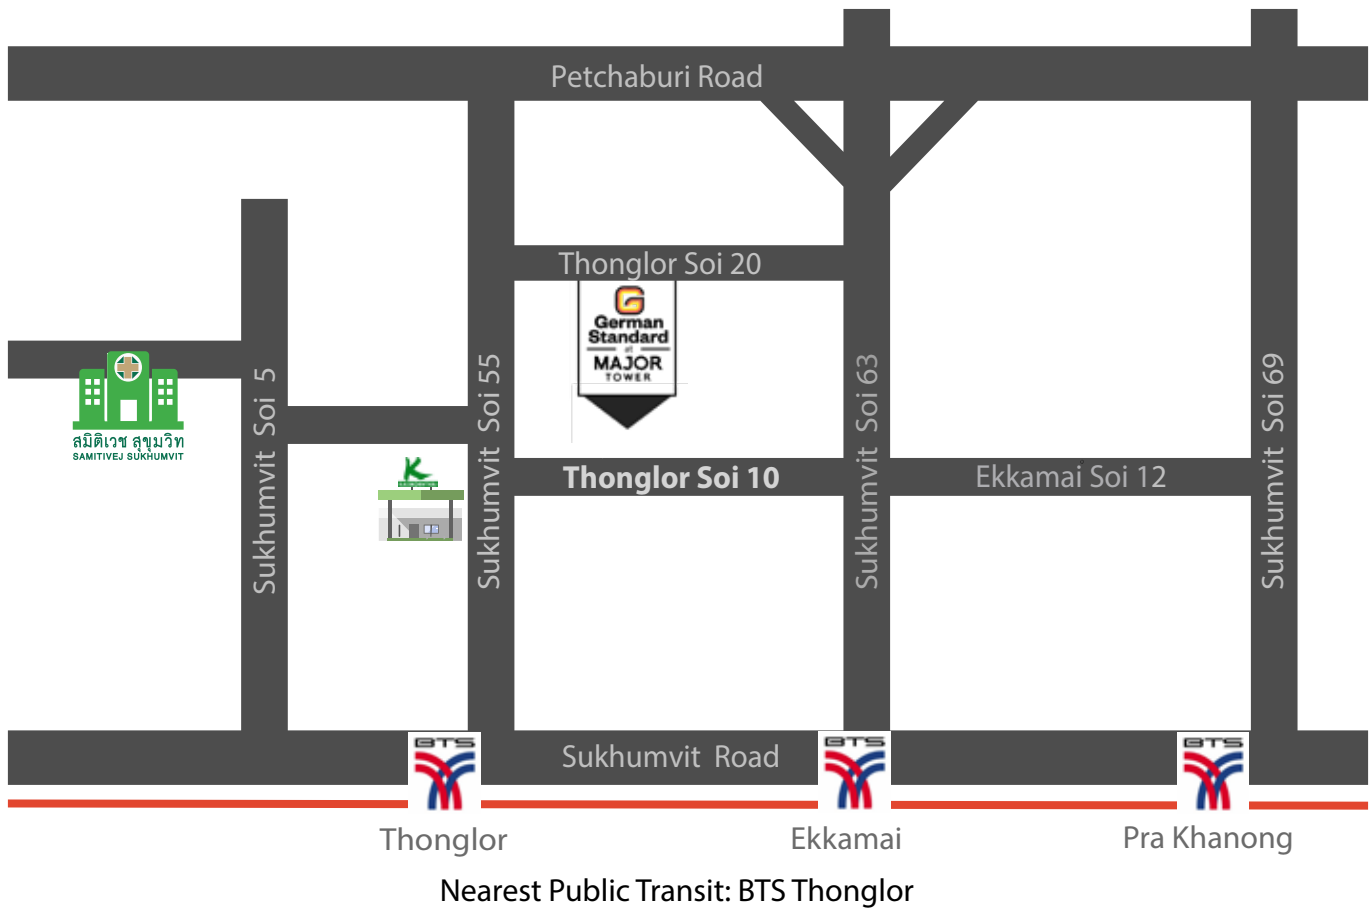 Petchaburi Road
Thonglor Soi 20
G
German
Standard
at
MAJOR
TOWER
สมิติเวช สุขุมวิท
SAMITIVEJ SUKHUMVIT
Sukhumvit Soi 5
K
Sukhumvit Soi 55
Thonglor Soi 10
Sukhumvit Soi 63
Ekkamai Soi 12
Sukhumvit Soi 69
BTS
Sukhumvit Road
BTS
BTS
Thonglor
Ekkamai
Pra Khanong
Nearest Public Transit: BTS Thonglor